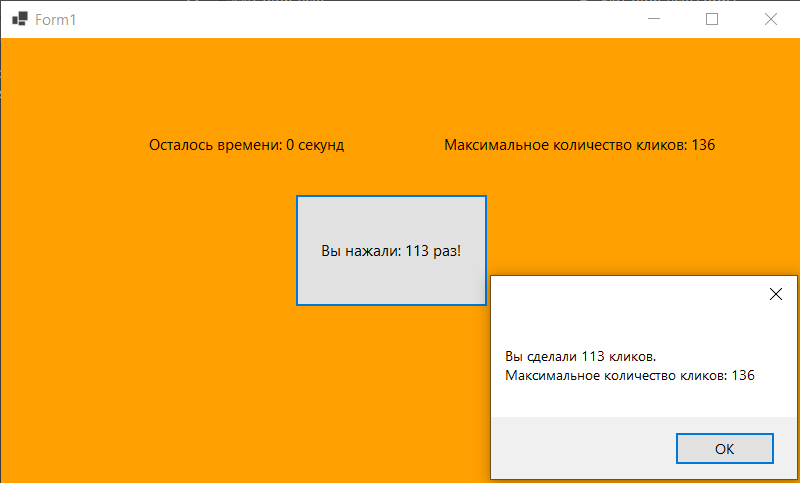 Form1
Осталось времени: 0 секунд
Максимальное количество кликов: 136
Вы нажали: 113 раз!
Вы сделали 113 кликов.
Максимальное количество кликов: 136
ОК